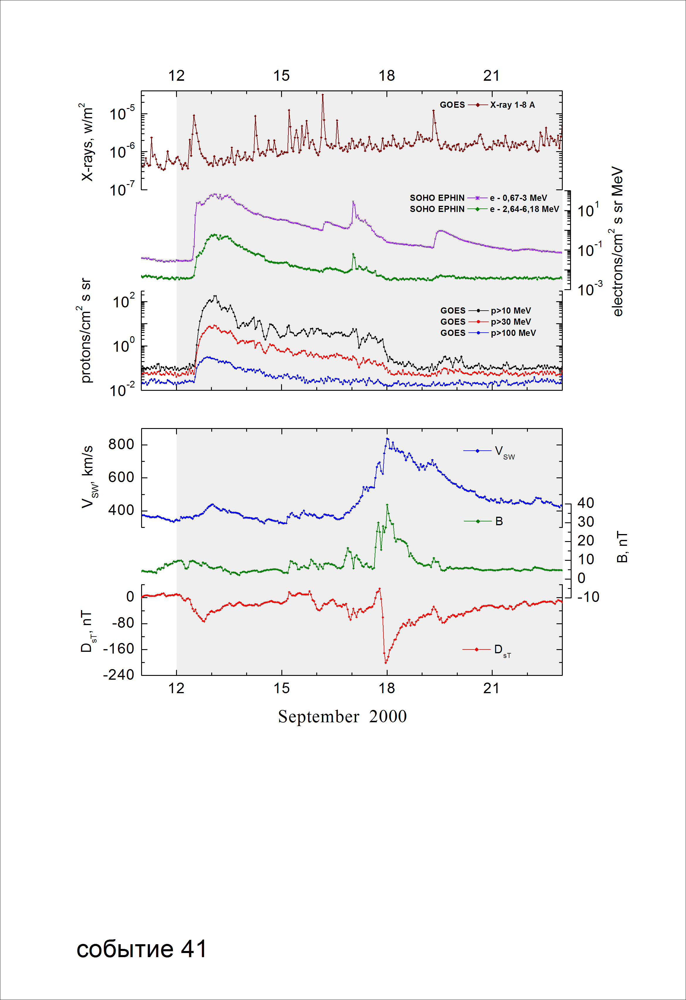 12 15 18 21
X-rays, w/m²
10⁻⁵
10⁻⁶
10⁻⁷
GOES X-ray 1-8 A
SOHO EPHIN e - 0,67-3 MeV
SOHO EPHIN e - 2,64-6,18 MeV
10¹
10⁻¹
10⁻³
electrons/cm² s sr MeV
protons/cm² s sr
10²
10⁰
10⁻²
GOES p>10 MeV
GOES p>30 MeV
GOES p>100 MeV
V_SW, km/s
800
600
400
V_SW
B
40
30
20
10
0
-10
B, nT
D_sT, nT
0
-80
-160
-240
D_sT
12 15 18 21
September 2000
событие 41